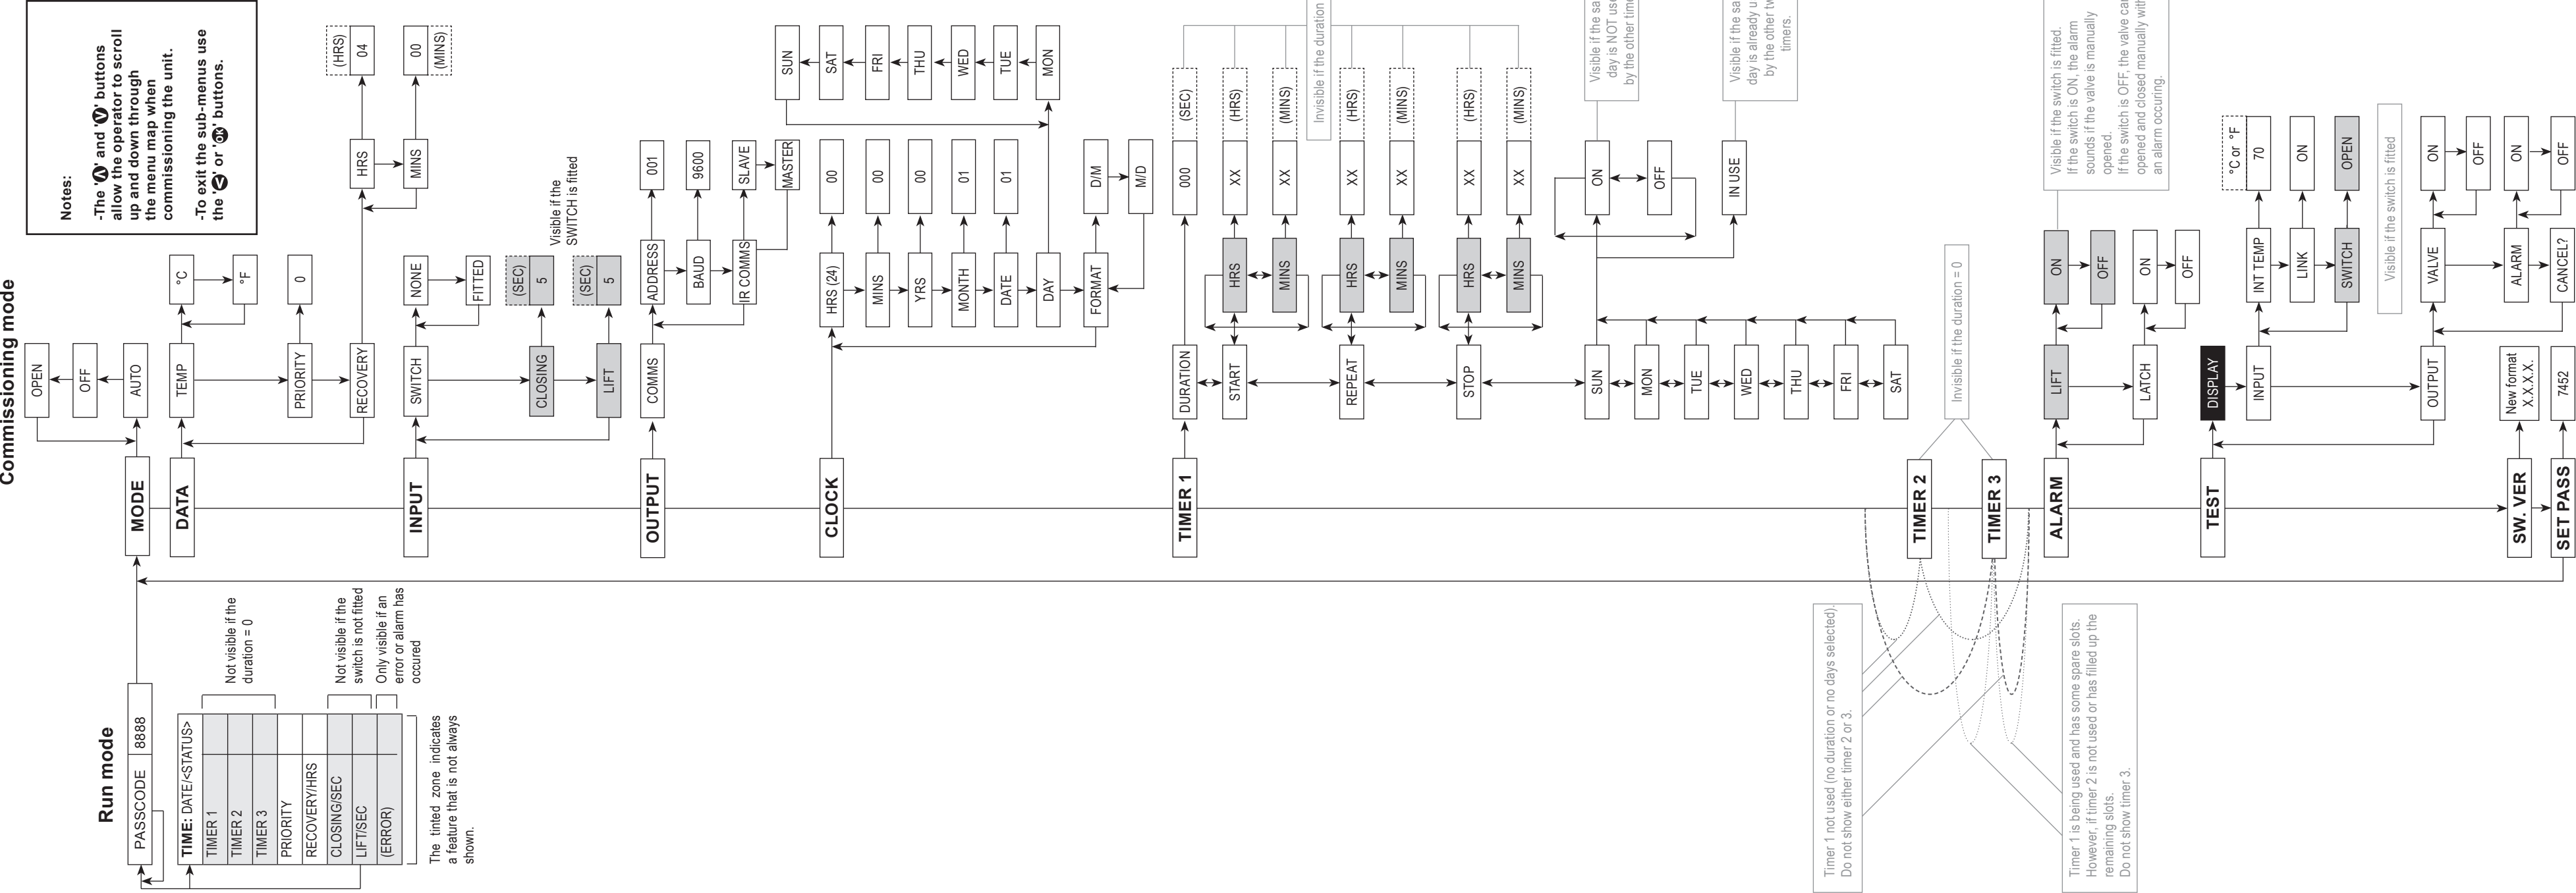 Commissioning mode
Run mode
PASSCODE 8888
TIME: DATE/<STATUS>
TIMER 1
TIMER 2
TIMER 3
PRIORITY
RECOVERY/HRS
CLOSING/SEC
LIFT/SEC
(ERROR)
Not visible if the
duration = 0
Not visible if the
switch is not fitted
Only visible if an
error or alarm has
occured
The tinted zone indicates
a feature that is not always
shown.
Notes:
-The '∧' and '∨' buttons
allow the operator to scroll
up and down through
the menu map when
commissioning the unit.
-To exit the sub-menus use
the '<' or 'OK' buttons.
MODE
AUTO
OFF
OPEN
DATA
TEMP
°C
°F
PRIORITY
0
RECOVERY
HRS
04
(HRS)
MINS
00
(MINS)
INPUT
SWITCH
NONE
FITTED
CLOSING
(SEC)
5
LIFT
(SEC)
5
Visible if the
SWITCH is fitted
OUTPUT
COMMS
ADDRESS
001
BAUD
9600
IR COMMS
SLAVE
MASTER
CLOCK
HRS (24)
00
MINS
00
YRS
00
MONTH
01
DATE
01
DAY
SUN
SAT
FRI
THU
WED
TUE
MON
FORMAT
D/M
M/D
TIMER 1
DURATION
000
(SEC)
START
HRS
XX
(HRS)
MINS
XX
(MINS)
REPEAT
HRS
XX
(HRS)
MINS
XX
(MINS)
STOP
HRS
XX
(HRS)
MINS
XX
(MINS)
Invisible if the duration
SUN
MON
TUE
WED
THU
FRI
SAT
ON
OFF
IN USE
Visible if the sa
day is NOT use
by the other time
Visible if the sa
day is already u
by the other tw
timers.
TIMER 2
TIMER 3
Invisible if the duration = 0
Timer 1 not used (no duration or no days selected).
Do not show either timer 2 or 3.
Timer 1 is being used and has some spare slots.
However, if timer 2 is not used or has filled up the
remaining slots.
Do not show timer 3.
ALARM
LIFT
ON
OFF
LATCH
ON
OFF
Visible if the switch is fitted.
If the switch is ON, the alarm
sounds if the valve is manually
opened.
If the switch is OFF, the valve can
opened and closed manually with
an alarm occuring.
TEST
DISPLAY
INPUT
INT TEMP
70
°C or °F
LINK
ON
SWITCH
OPEN
Visible if the switch is fitted
OUTPUT
VALVE
ON
OFF
ALARM
ON
OFF
CANCEL?
SW. VER
New format
X.X.X.X.
SET PASS
7452